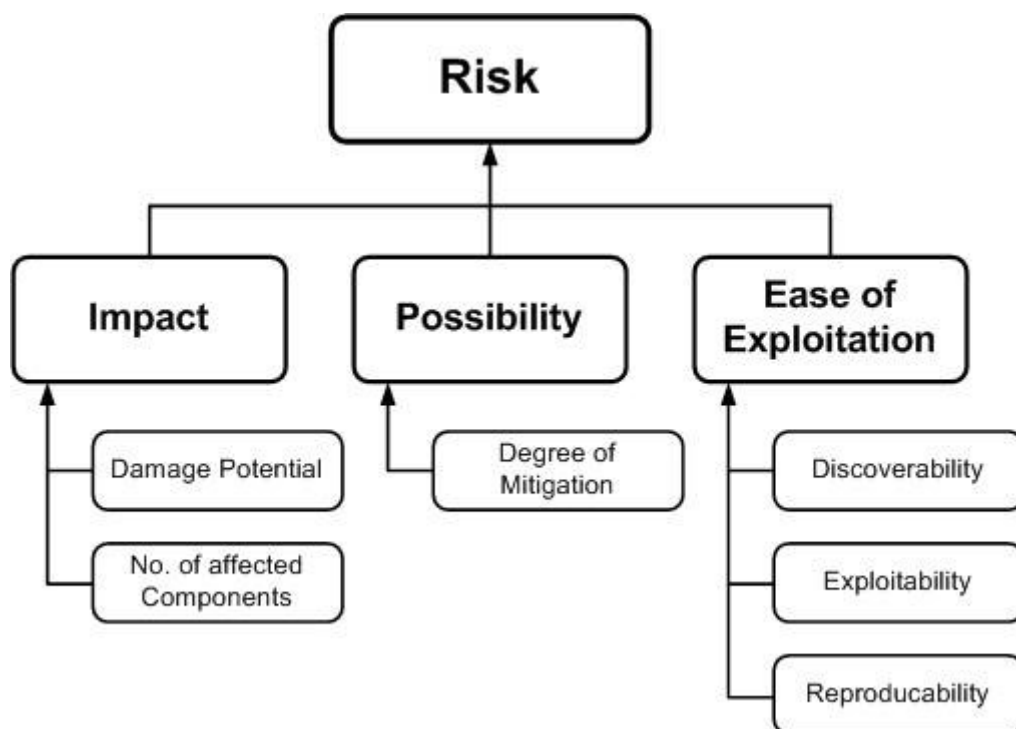 Risk
Impact
Possibility
Ease of
Exploitation
Damage Potential
No. of affected
Components
Degree of
Mitigation
Discoverability
Exploitability
Reproducability